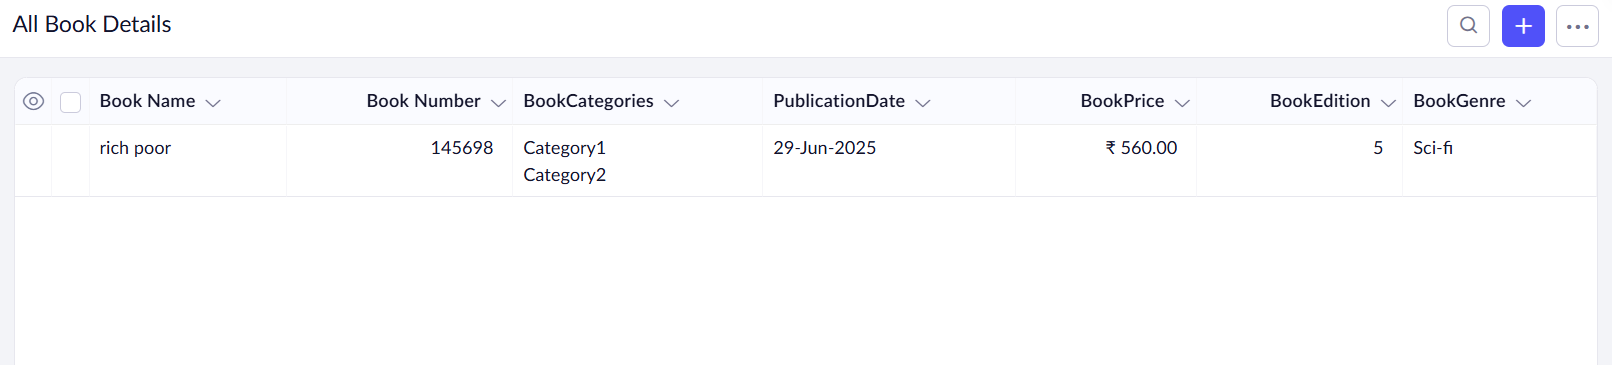 All Book Details
Book Name Book Number BookCategories PublicationDate BookPrice BookEdition BookGenre
rich poor 145698 Category1 29-Jun-2025 ₹ 560.00 5 Sci-fi
Category2